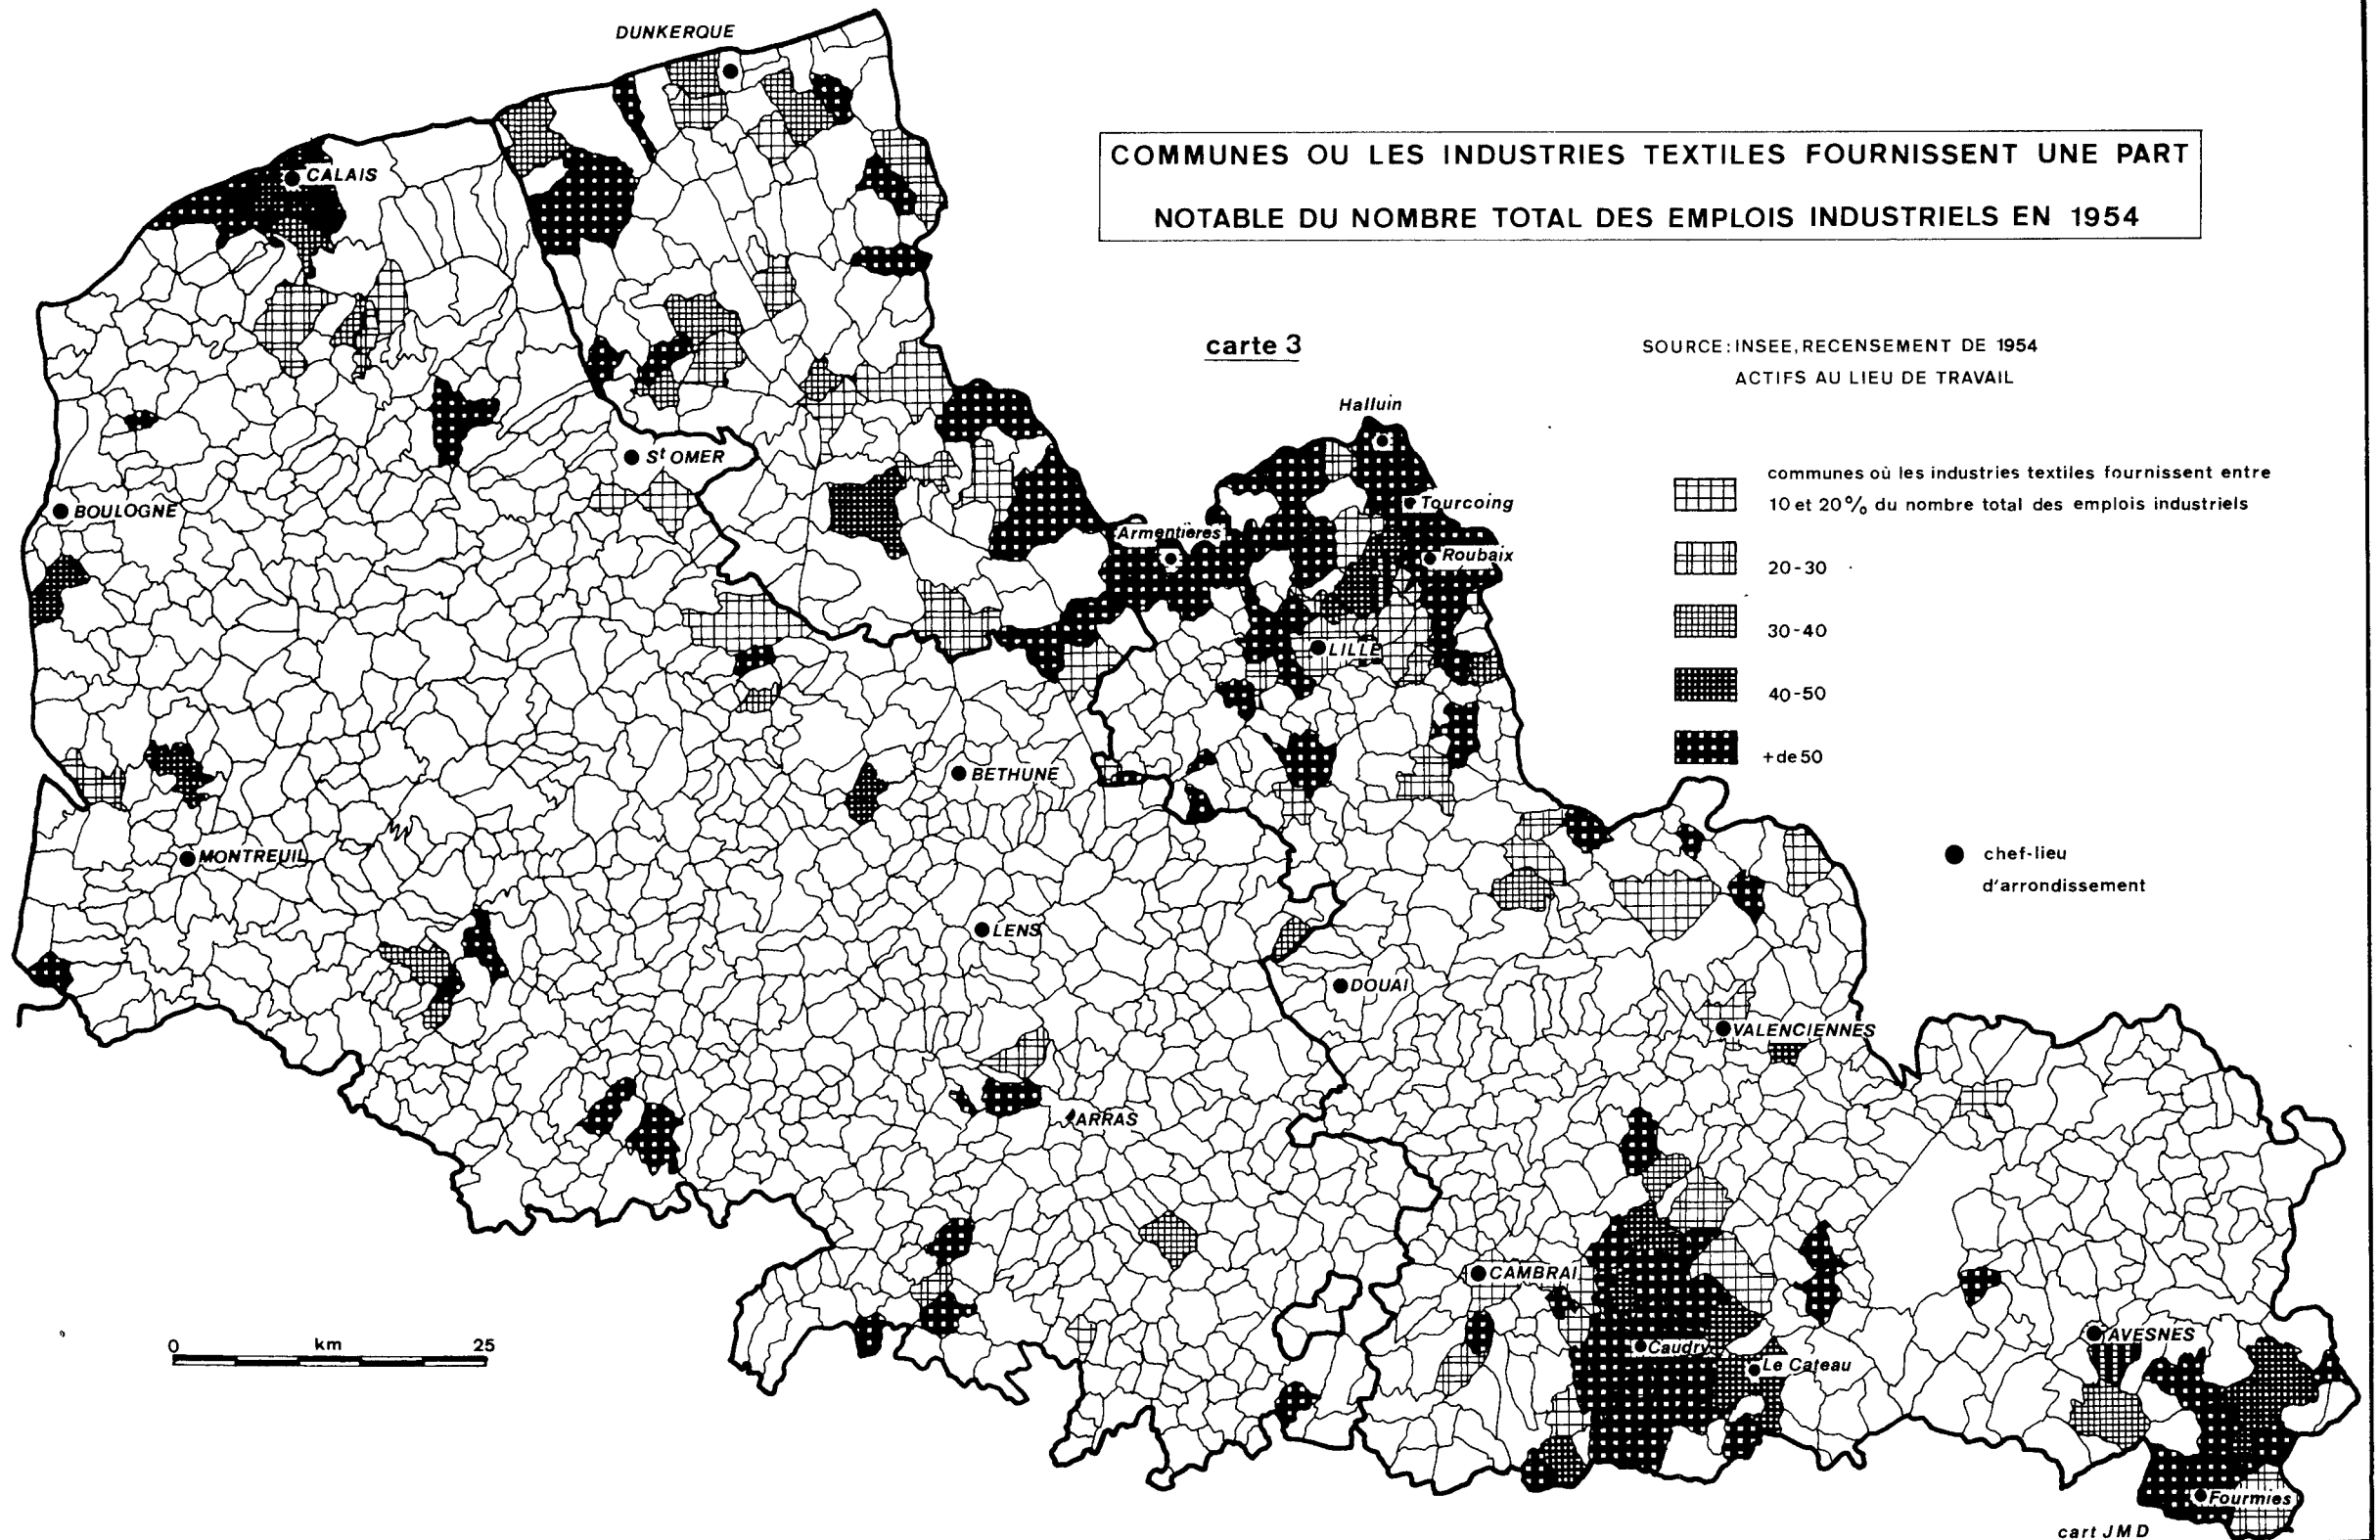 DUNKERQUE
COMMUNES OU LES INDUSTRIES TEXTILES FOURNISSENT UNE PART
NOTABLE DU NOMBRE TOTAL DES EMPLOIS INDUSTRIELS EN 1954
CALAIS
carte 3
SOURCE: INSEE, RECENSEMENT DE 1954
ACTIFS AU LIEU DE TRAVAIL
Halluin
St OMER
communes où les industries textiles fournissent entre
10 et 20% du nombre total des emplois industriels
BOULOGNE
Tourcoing
Armentières
Roubaix
20-30
30-40
LILLE
40-50
+de 50
BETHUNE
MONTREUIL
chef-lieu
d'arrondissement
LENS
DOUAI
VALENCIENNES
ARRAS
CAMBRAI
0 km 25
Caudry
AVESNES
Le Cateau
Fourmies
cart JMD